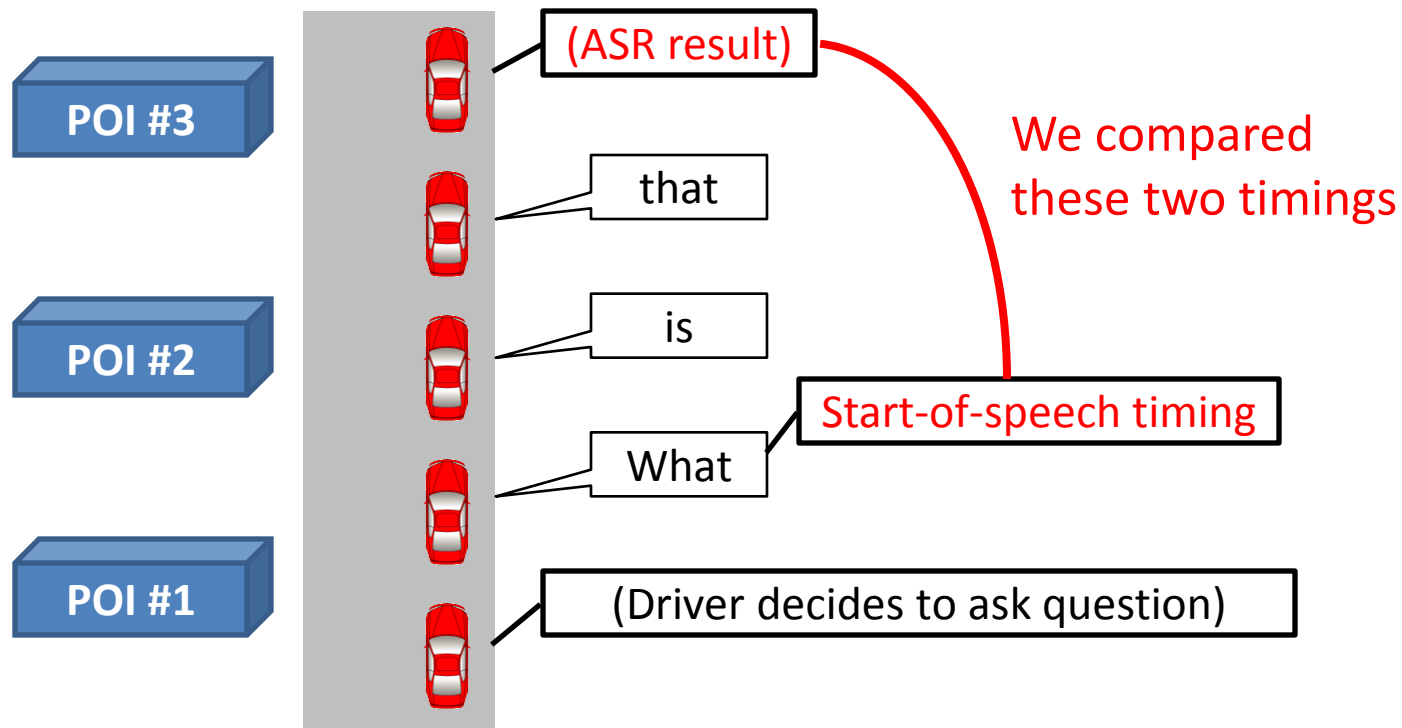 (ASR result)
POI #3
We compared
these two timings
that
is
POI #2
Start-of-speech timing
What
POI #1
(Driver decides to ask question)